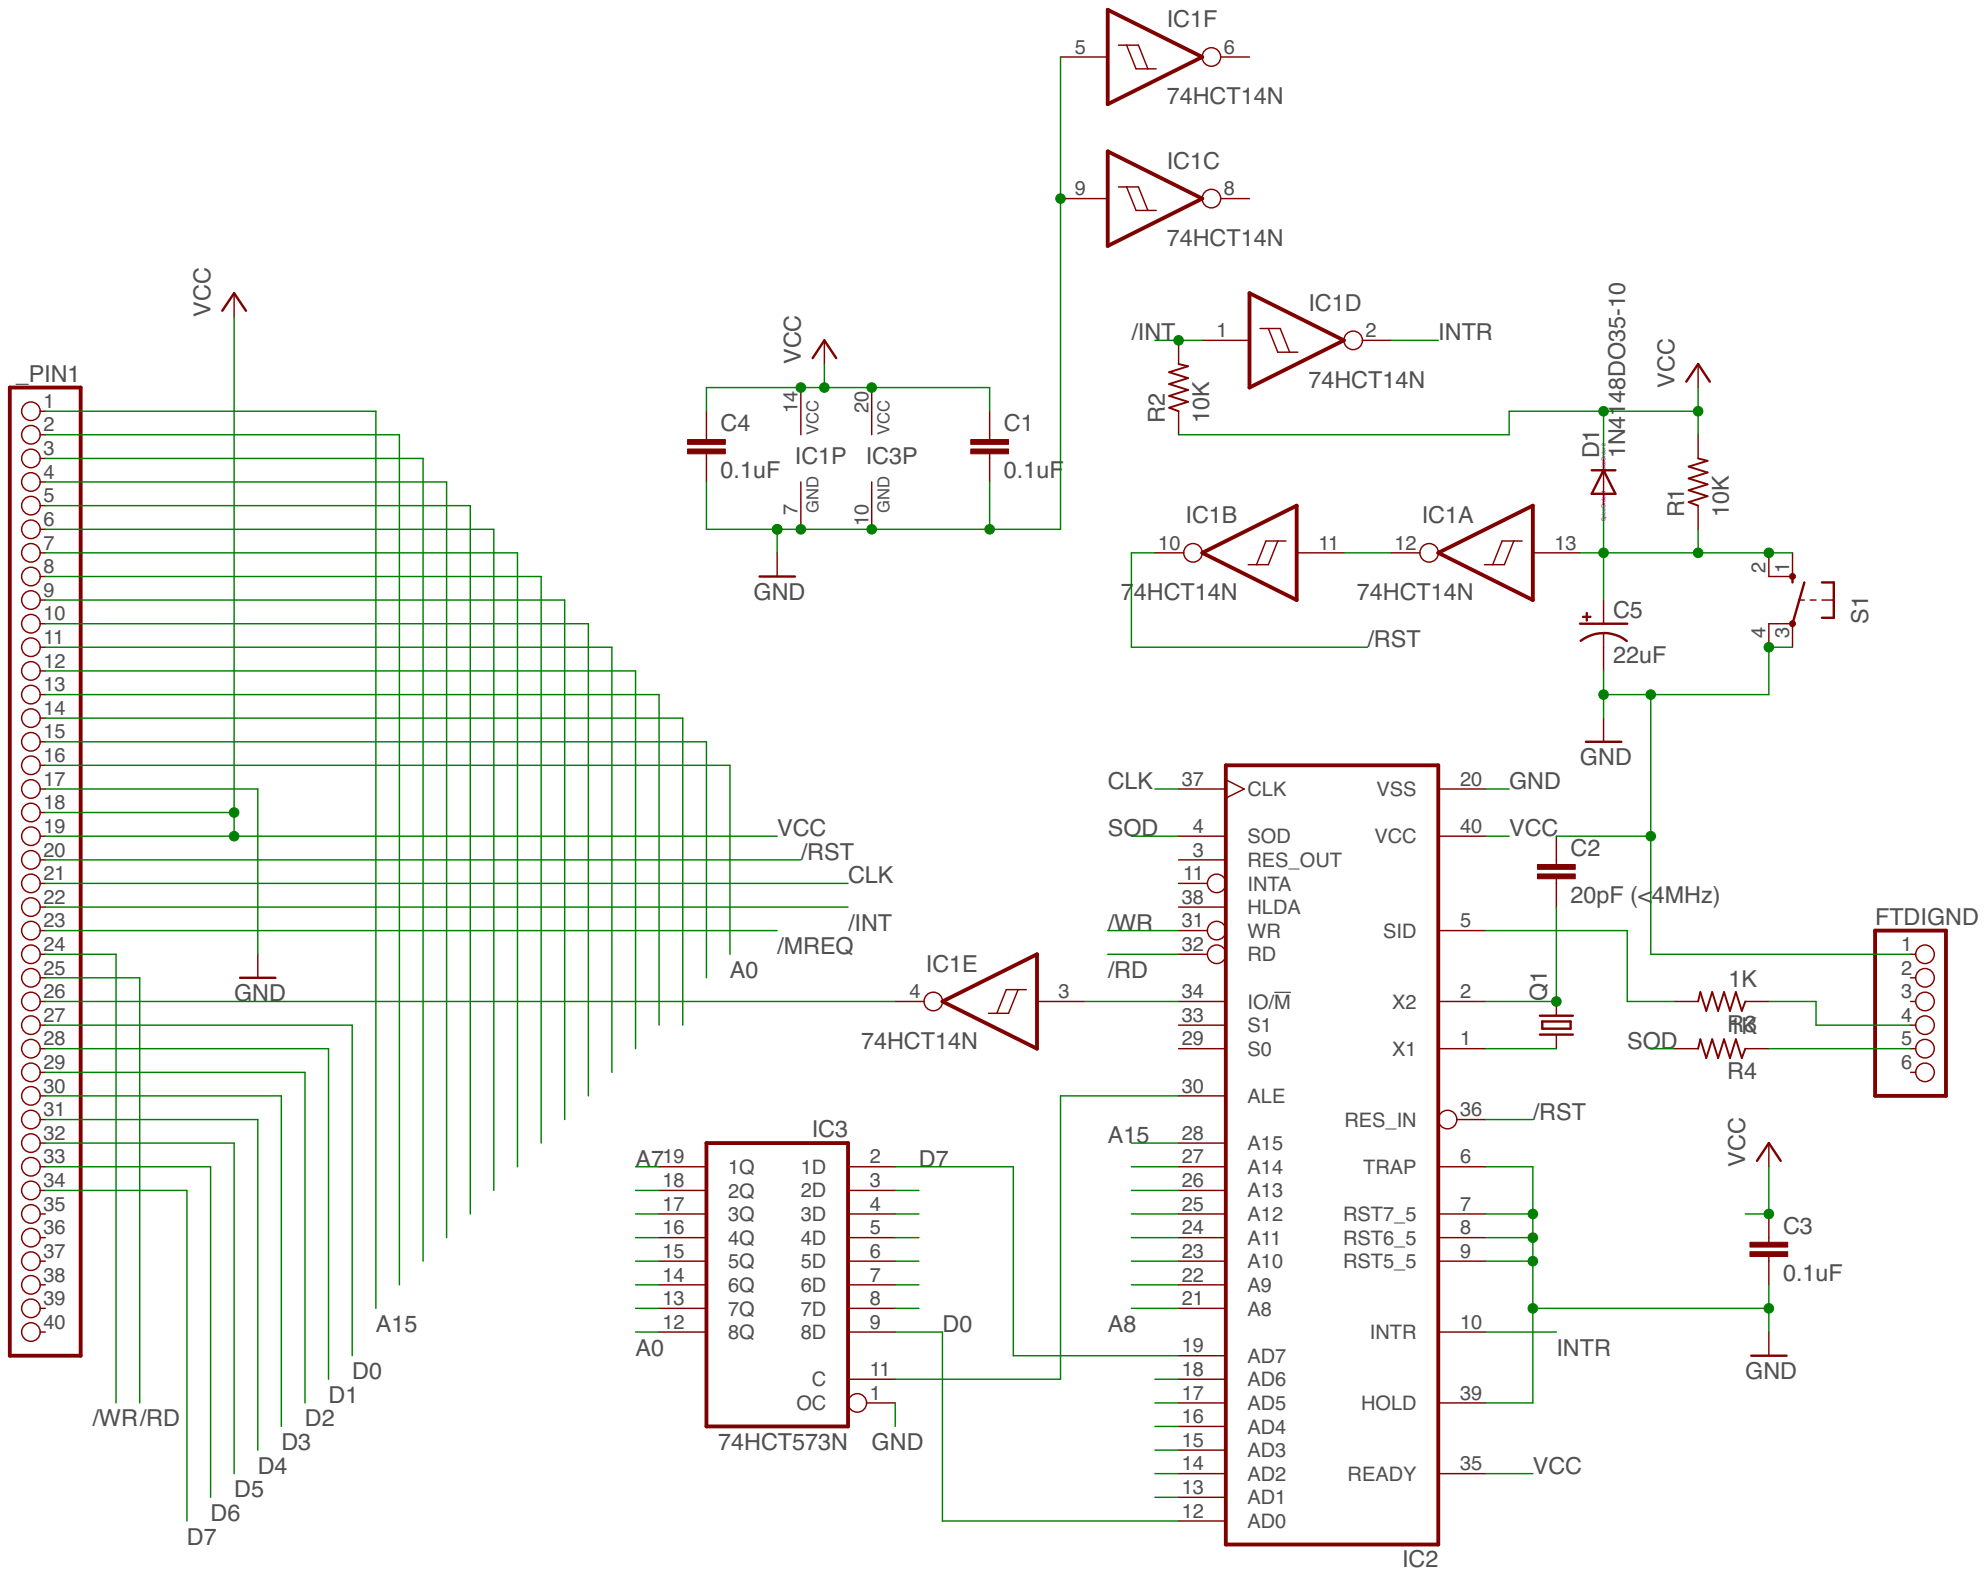 IC1F
5
6
74HCT14N
IC1C
9
8
74HCT14N
VCC
VCC
14
VCC
20
VCC
C4
0.1uF
IC1P
IC3P
C1
0.1uF
7
GND
10
GND
GND
/INT
1
IC1D
2
INTR
74HCT14N
R2
10K
D1
1N4148DO35-10
VCC
R1
10K
IC1B
10
11
74HCT14N
IC1A
12
13
74HCT14N
/RST
2
1
4
3
S1
C5
+
22uF
GND
_PIN1
1
2
3
4
5
6
7
8
9
10
11
12
13
14
15
16
17
18
19
20
21
22
23
24
25
26
27
28
29
30
31
32
33
34
35
36
37
38
39
40
VCC
/RST
CLK
/INT
/MREQ
A0
GND
A15
D0
D1
D2
D3
D4
D5
D6
D7
/WR
/RD
IC1E
4
3
74HCT14N
IC3
A7
19
1Q
1D
2
D7
18
2Q
2D
3
17
3Q
3D
4
16
4Q
4D
5
15
5Q
5D
6
14
6Q
6D
7
13
7Q
7D
8
12
8Q
8D
9
D0
A0
C
11
OC
1
74HCT573N
GND
CLK
37
CLK
SOD
4
SOD
3
RES_OUT
11
INTA
38
HLDA
/WR
31
WR
32
RD
/RD
34
IO/M
33
S1
29
S0
30
ALE
A15
28
A15
27
A14
26
A13
25
A12
24
A11
23
A10
22
A9
21
A8
A8
19
AD7
18
AD6
17
AD5
16
AD4
15
AD3
14
AD2
13
AD1
12
AD0
VSS
20
GND
VCC
40
VCC
SID
5
X2
2
X1
1
RES_IN
36
/RST
TRAP
6
RST7_5
7
RST6_5
8
RST5_5
9
INTR
10
INTR
HOLD
39
READY
35
VCC
IC2
C2
20pF (<4MHz)
Q1
1K
R3
1K
SOD
R4
FTDIGND
1
2
3
4
5
6
VCC
C3
0.1uF
GND